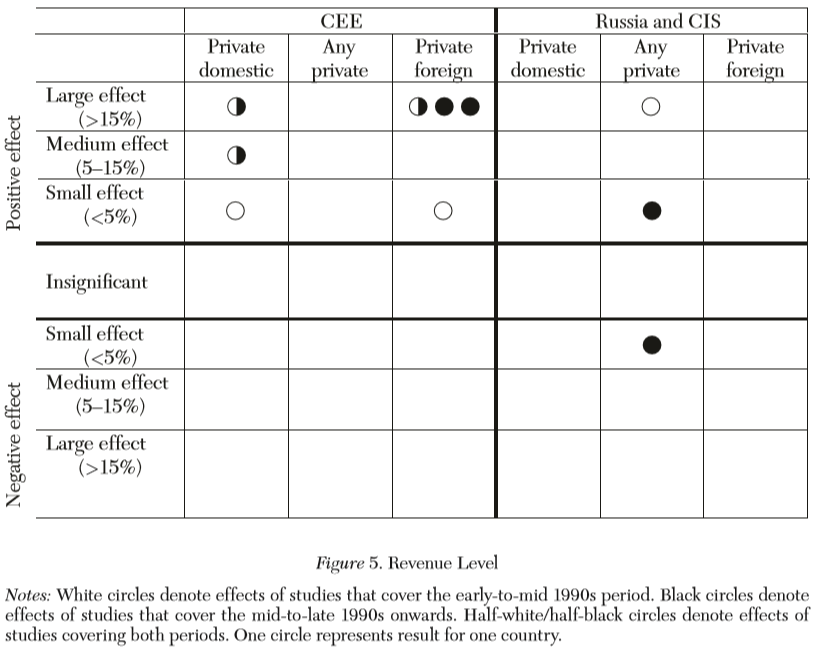 CEE
Russia and CIS
Private domestic
Any private
Private foreign
Private domestic
Any private
Private foreign
Positive effect
Large effect
(>15%)
Medium effect
(5–15%)
Small effect
(<5%)
Insignificant
Negative effect
Small effect
(<5%)
Medium effect
(5–15%)
Large effect
(>15%)
Figure 5. Revenue Level
Notes: White circles denote effects of studies that cover the early-to-mid 1990s period. Black circles denote
effects of studies that cover the mid-to-late 1990s onwards. Half-white/half-black circles denote effects of
studies covering both periods. One circle represents result for one country.